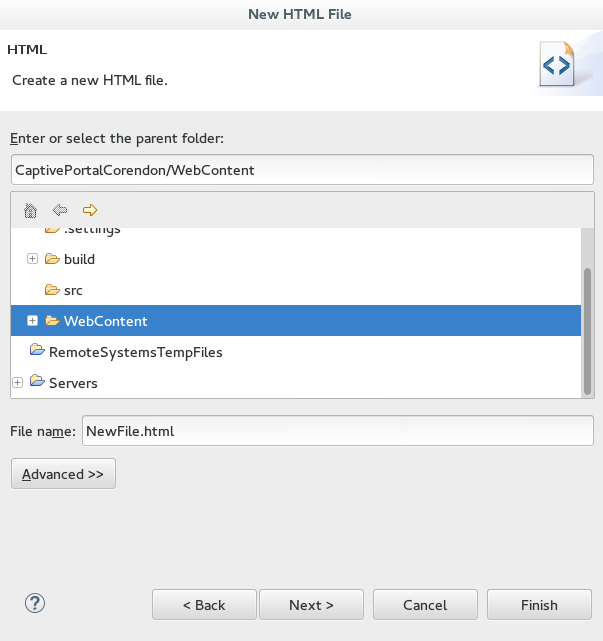 New HTML File
HTML
Create a new HTML file.
Enter or select the parent folder:
CaptivePortalCorendon/WebContent
.settings
build
src
WebContent
RemoteSystemsTempFiles
Servers
File name: NewFile.html
Advanced >>
? < Back Next > Cancel Finish